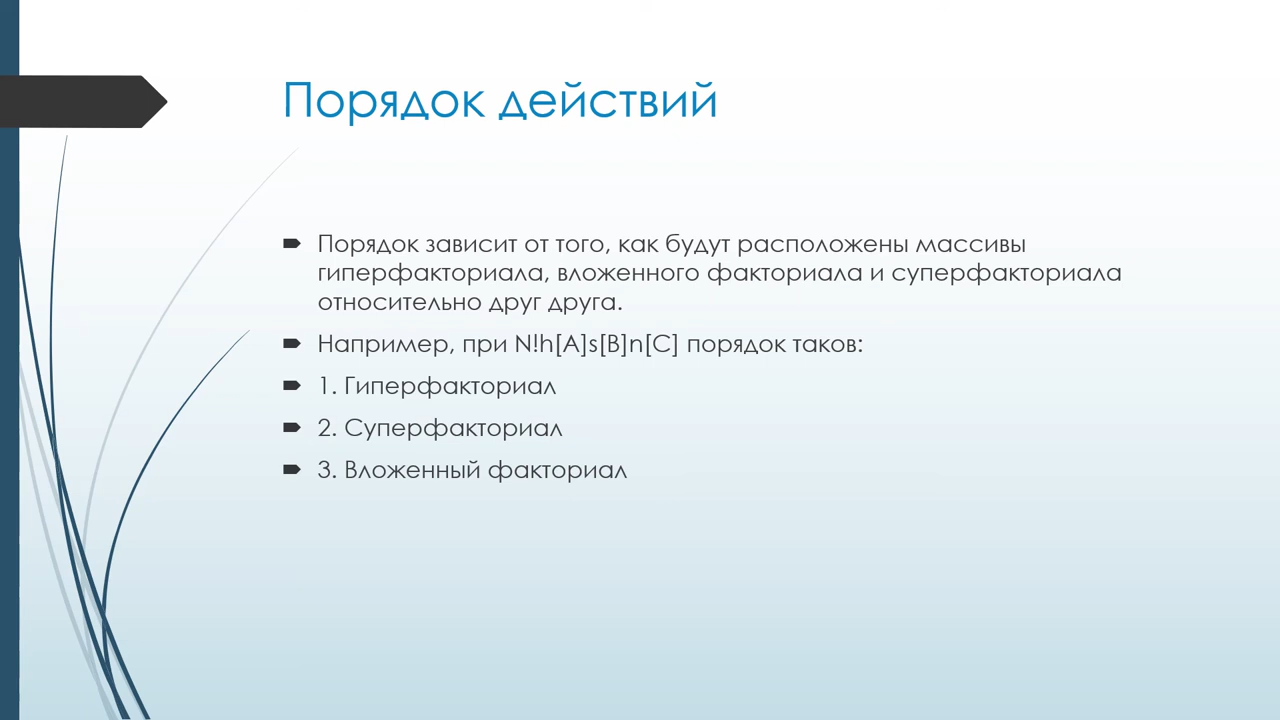 Порядок действий
Порядок зависит от того, как будут расположены массивы
гиперфакториала, вложенного факториала и суперфакториала
относительно друг друга.
Например, при N!h[A]s[B]n[C] порядок таков:
1. Гиперфакториал
2. Суперфакториал
3. Вложенный факториал